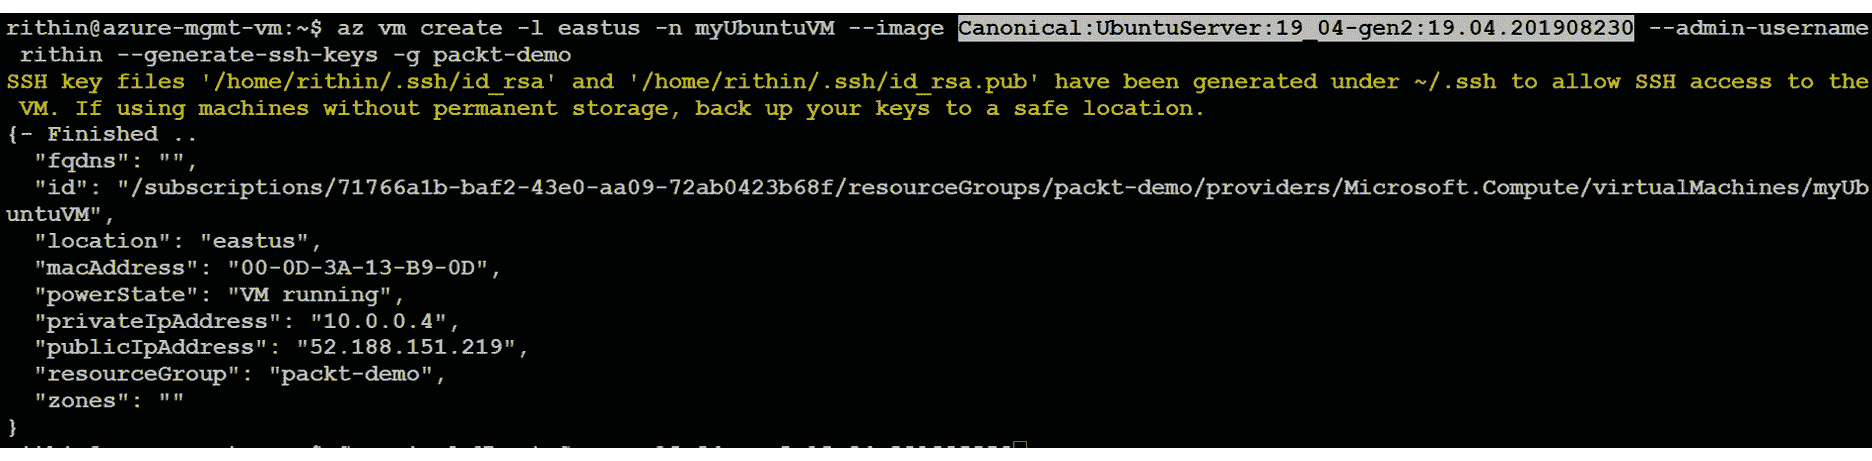 rithin@azure-mgmt-vm:~$ az vm create -l eastus -n myUbuntuVM --image Canonical:UbuntuServer:19_04-gen2:19.04.201908230 --admin-username
rithin --generate-ssh-keys -g packt-demo
SSH key files '/home/rithin/.ssh/id_rsa' and '/home/rithin/.ssh/id_rsa.pub' have been generated under ~/.ssh to allow SSH access to the
VM. If using machines without permanent storage, back up your keys to a safe location.
{- Finished ..
"fqdns": "",
"id": "/subscriptions/71766a1b-baf2-43e0-aa09-72ab0423b68f/resourceGroups/packt-demo/providers/Microsoft.Compute/virtualMachines/myUb
untuVM",
"location": "eastus",
"macAddress": "00-0D-3A-13-B9-0D",
"powerState": "VM running",
"privateIpAddress": "10.0.0.4",
"publicIpAddress": "52.188.151.219",
"resourceGroup": "packt-demo",
"zones": ""
}